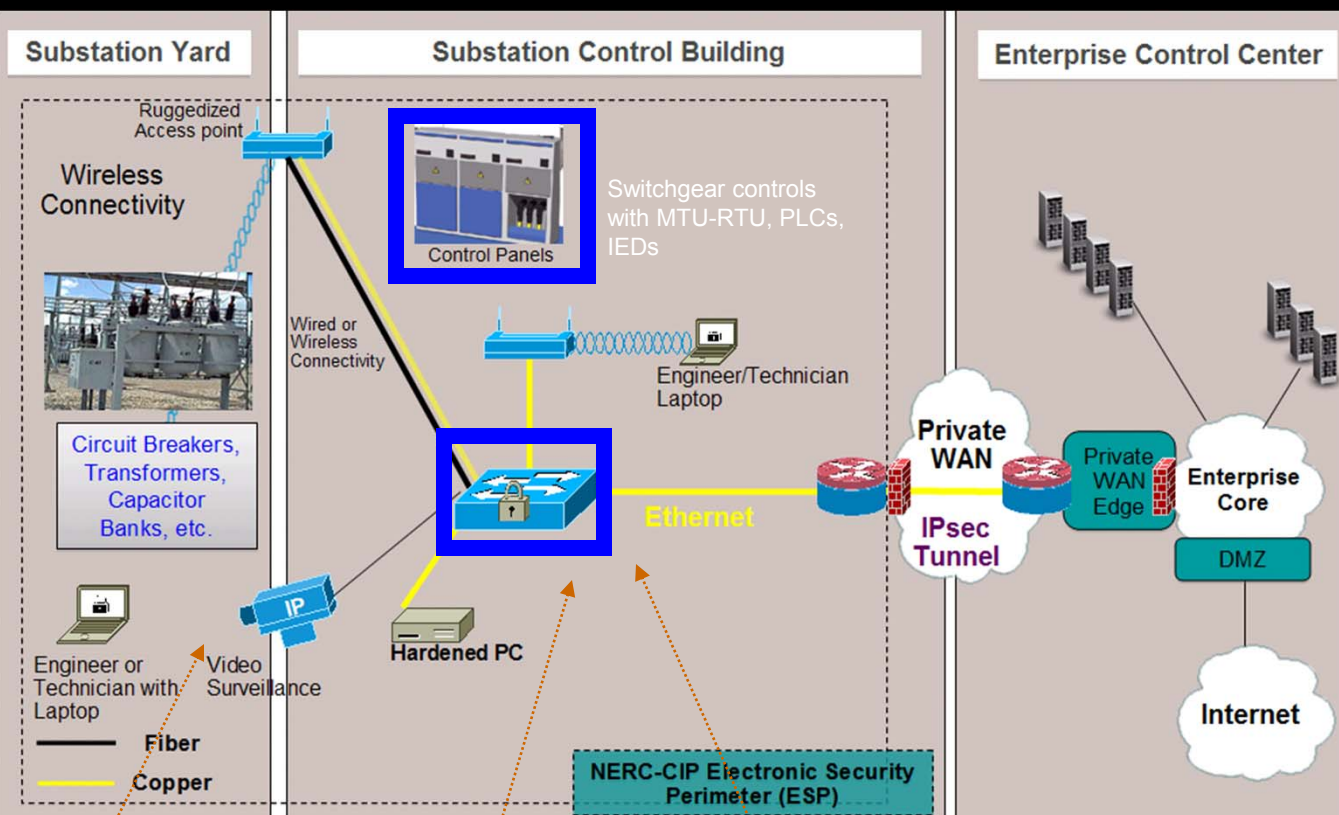 Substation Yard
Substation Control Building
Enterprise Control Center
Ruggedized
Access point
Wireless
Connectivity
Control Panels
Switchgear controls
with MTU-RTU, PLCs,
IEDs
Wired or
Wireless
Connectivity
Engineer/Technician
Laptop
Circuit Breakers,
Transformers,
Capacitor
Banks, etc.
Ethernet
Private
WAN
IPsec
Tunnel
Private
WAN
Edge
Enterprise
Core
DMZ
IP
Hardened PC
Engineer or
Technician with
Laptop
Video
Surveillance
Internet
Fiber
Copper
NERC-CIP Electronic Security
Perimeter (ESP)